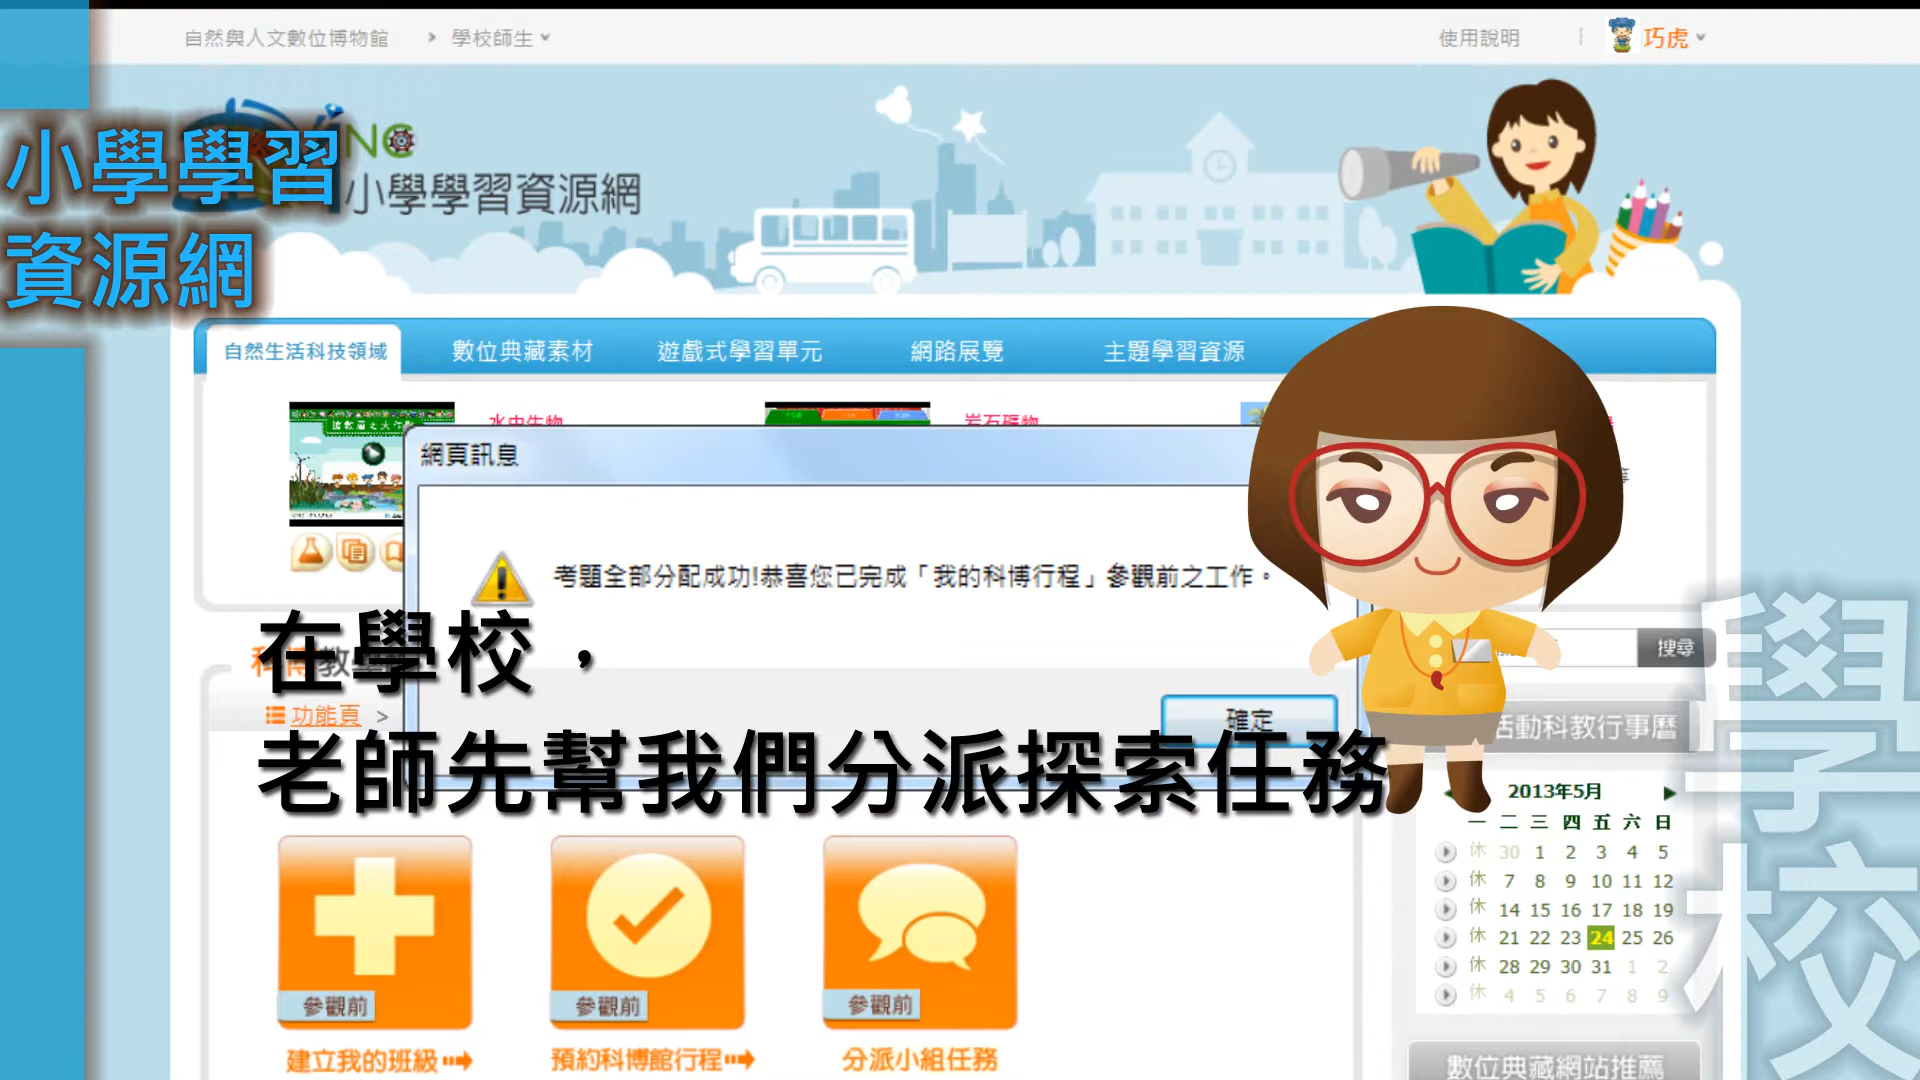 自然與人文數位博物館 > 學校師生
使用說明 | 巧虎
小學學習
資源網
小學學習資源網
自然生活科技領域
數位典藏素材
遊戲式學習單元
網路展覽
主題學習資源
水中生物
岩石礦物
網頁訊息
考題全部分配成功!恭喜您已完成「我的科博行程」參觀前之工作。
確定
搜尋
在學校，
老師先幫我們分派探索任務
功能頁 >
活動科教行事曆
2013年5月
一 二 三 四 五 六 日
休 30 1 2 3 4 5
休 7 8 9 10 11 12
休 14 15 16 17 18 19
休 21 22 23 24 25 26
休 28 29 30 31 1 2
休 4 5 6 7 8 9
學校
參觀前
參觀前
參觀前
建立我的班級
預約科博館行程
分派小組任務
數位典藏網站推薦